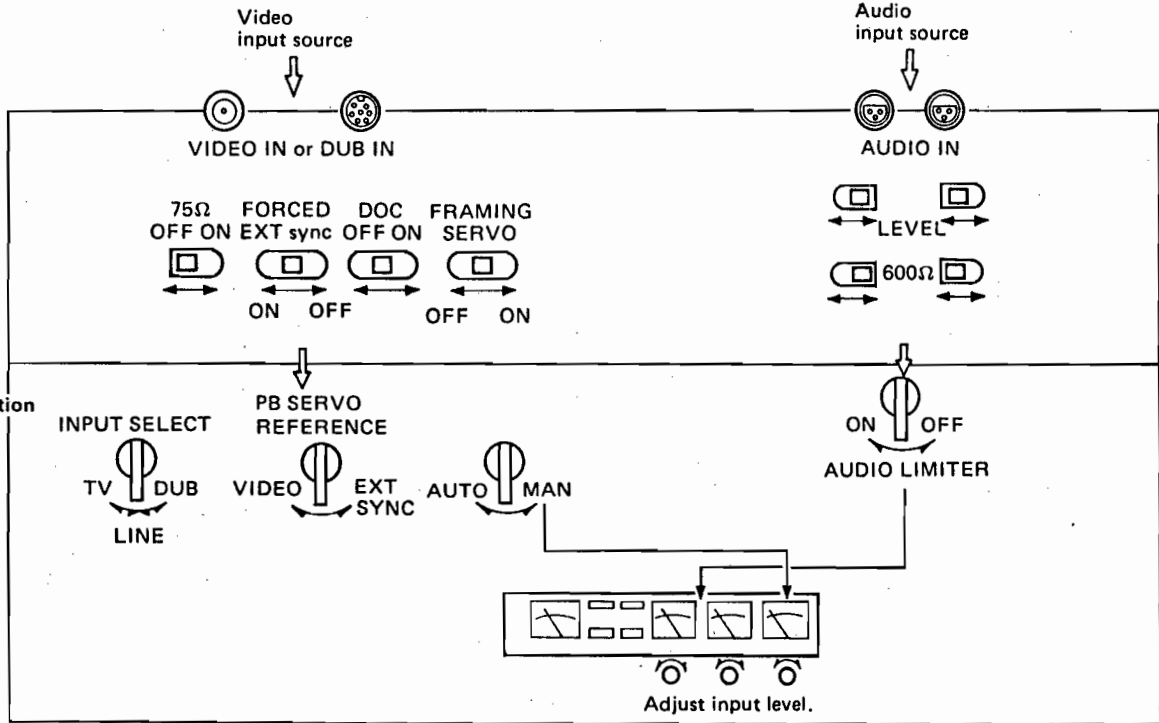 Video
input source
Audio
input source
VIDEO IN or DUB IN
AUDIO IN
75Ω
OFF ON
FORCED
EXT sync
DOC
OFF ON
FRAMING
SERVO
ON OFF
OFF ON
LEVEL
600Ω
tion
INPUT SELECT
TV DUB
LINE
PB SERVO
REFERENCE
VIDEO EXT
SYNC
AUTO MAN
ON OFF
AUDIO LIMITER
Adjust input level.